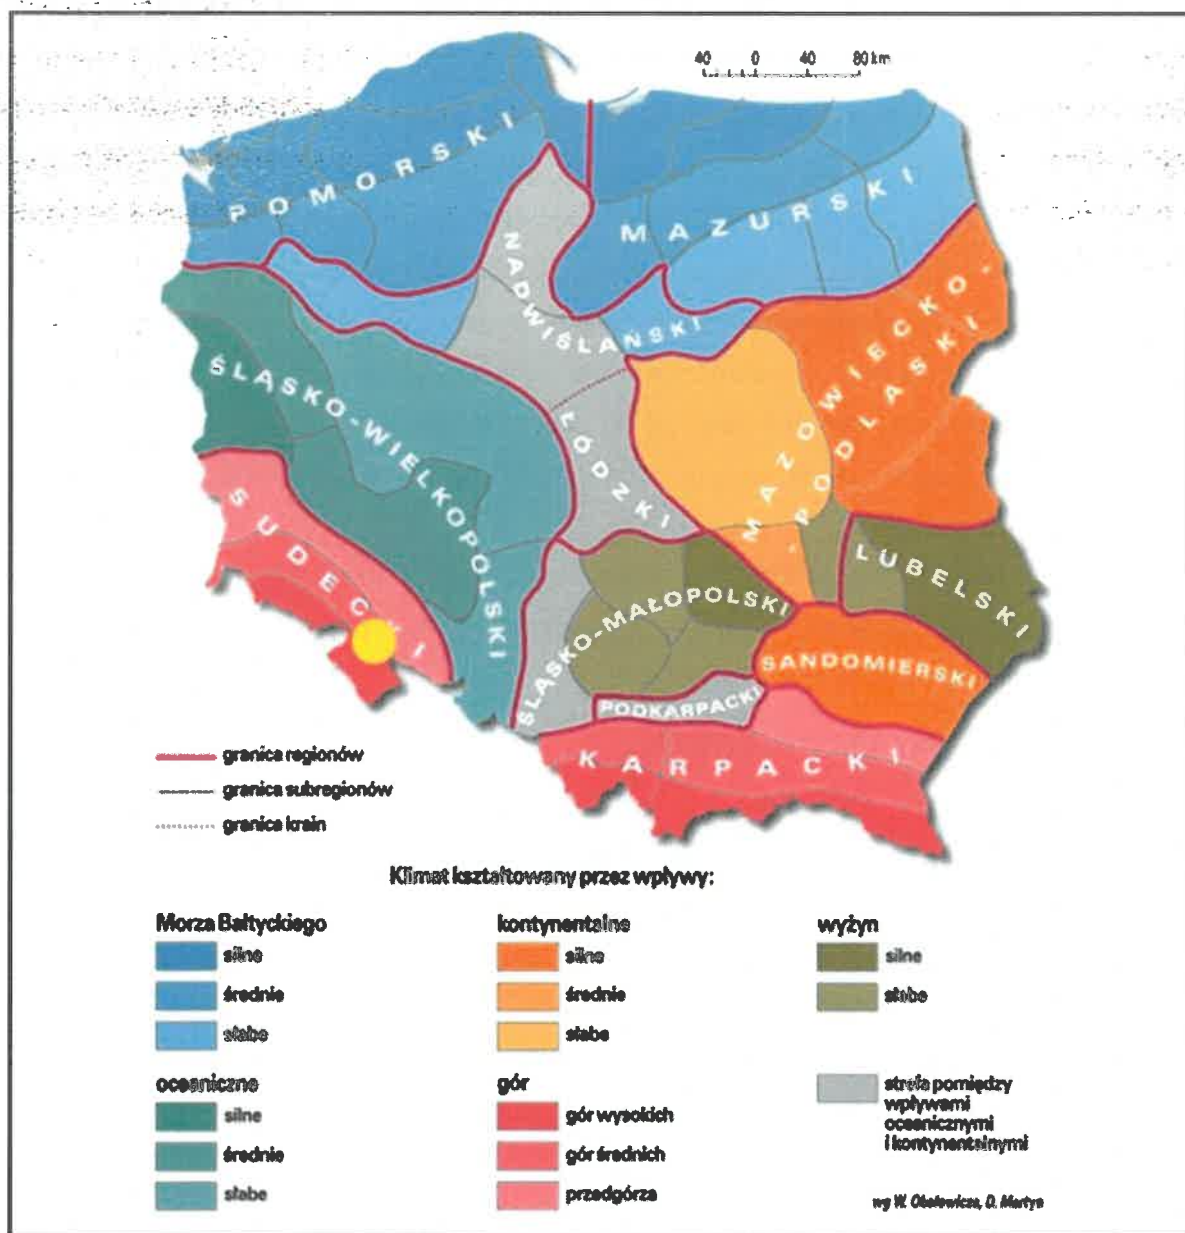 40 0 40 80 km
POMORSKI
MAZURSKI
NADWIŚLAŃSKI
MAZOWIECKO-
-PODLASKI
ŚLĄSKO-WIELKOPOLSKI
ŁÓDZKI
SUDECKI
LUBELSKI
ŚLĄSKO-MAŁOPOLSKI
SANDOMIERSKI
PODKARPACKI
KARPACKI
granica regionów
granica subregionów
granica krain
Klimat kształtowany przez wpływy:
Morza Bałtyckiego
silne
średnie
słabe
oceaniczne
silne
średnie
słabe
kontynentalne
silne
średnie
słabe
gór
gór wysokich
gór średnich
przedgórza
wyżyn
silne
słabe
strefa pomiędzy
wpływami
oceanicznymi
i kontynentalnymi
wg W. Okołowicza, D. Martyn